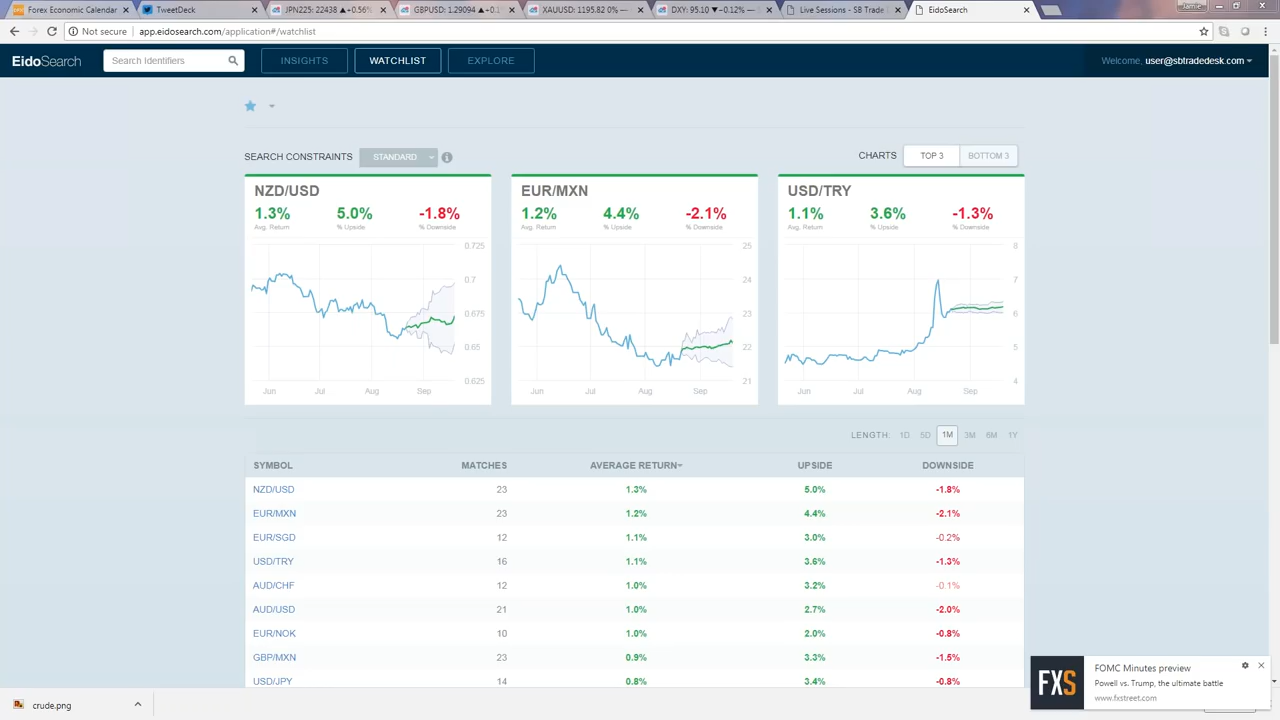 Forex Economic Calendar
TweetDeck
JPN225: 22438 ▲+0.56%
GBPUSD: 1.29094 ▲+0.1
XAUUSD: 1195.82 0% —
DXY: 95.10 ▼−0.12% —
Live Sessions - SB Trade
EidoSearch
Not secure
app.eidosearch.com/application#/watchlist
EidoSearch
Search Identifiers
INSIGHTS
WATCHLIST
EXPLORE
Welcome, user@sbtradedesk.com
SEARCH CONSTRAINTS STANDARD
CHARTS TOP 3 BOTTOM 3
NZD/USD
1.3% 5.0% -1.8%
Avg. Return % Upside % Downside
0.725
0.7
0.675
0.65
0.625
Jun Jul Aug Sep
EUR/MXN
1.2% 4.4% -2.1%
Avg. Return % Upside % Downside
25
24
23
22
21
Jun Jul Aug Sep
USD/TRY
1.1% 3.6% -1.3%
Avg. Return % Upside % Downside
8
7
6
5
4
Jun Jul Aug Sep
LENGTH: 1D 5D 1M 3M 6M 1Y
SYMBOL MATCHES AVERAGE RETURN UPSIDE DOWNSIDE
NZD/USD 23 1.3% 5.0% -1.8%
EUR/MXN 23 1.2% 4.4% -2.1%
EUR/SGD 12 1.1% 3.0% -0.2%
USD/TRY 16 1.1% 3.6% -1.3%
AUD/CHF 12 1.0% 3.2% -0.1%
AUD/USD 21 1.0% 2.7% -2.0%
EUR/NOK 10 1.0% 2.0% -0.8%
GBP/MXN 23 0.9% 3.3% -1.5%
USD/JPY 14 0.8% 3.4% -0.8%
FXS
FOMC Minutes preview
Powell vs. Trump, the ultimate battle
www.fxstreet.com
crude.png